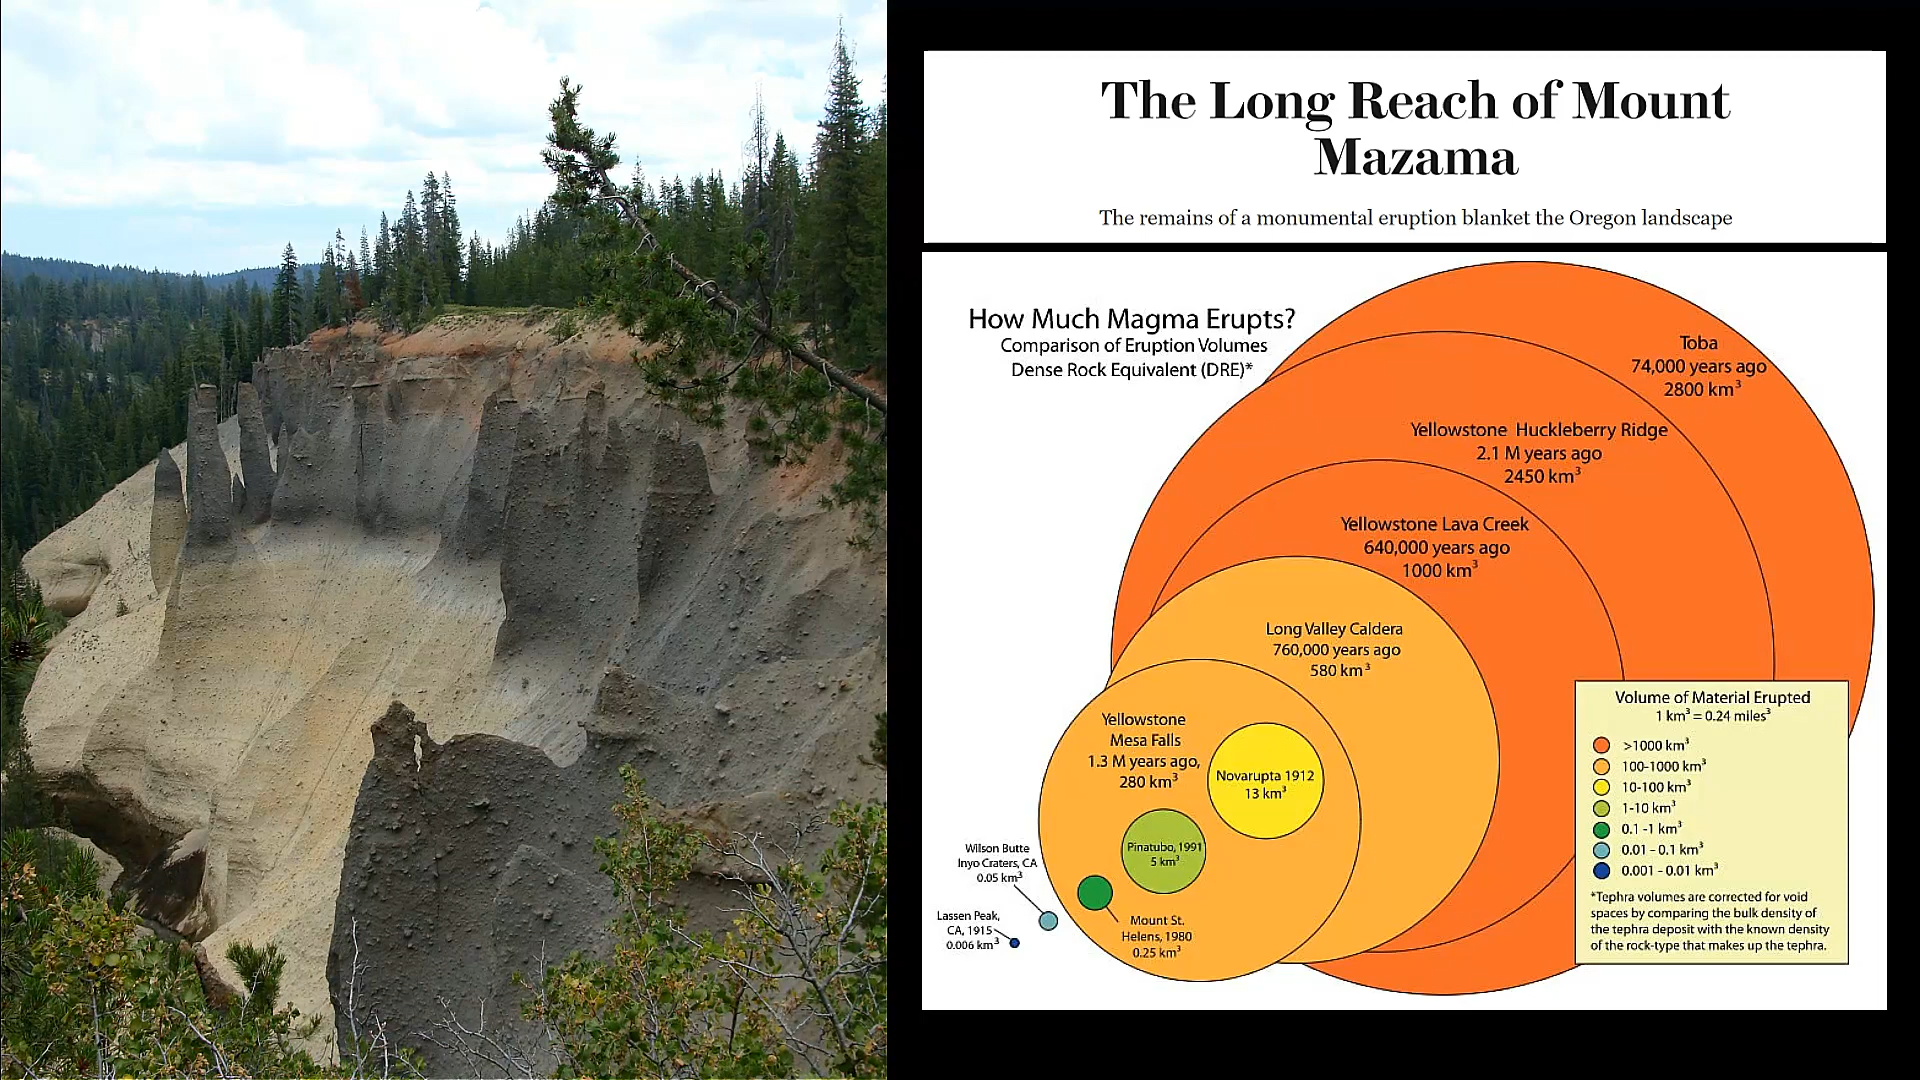 The Long Reach of Mount
Mazama
The remains of a monumental eruption blanket the Oregon landscape
How Much Magma Erupts?
Comparison of Eruption Volumes
Dense Rock Equivalent (DRE)*
Toba
74,000 years ago
2800 km³
Yellowstone Huckleberry Ridge
2.1 M years ago
2450 km³
Yellowstone Lava Creek
640,000 years ago
1000 km³
Long Valley Caldera
760,000 years ago
580 km³
Yellowstone
Mesa Falls
1.3 M years ago,
280 km³
Novarupta 1912
13 km³
Pinatubo, 1991
5 km³
Wilson Butte
Inyo Craters, CA
0.05 km³
Lassen Peak,
CA, 1915
0.006 km³
Mount St.
Helens, 1980
0.25 km³
Volume of Material Erupted
1 km³ = 0.24 miles³
>1000 km³
100-1000 km³
10-100 km³
1-10 km³
0.1 -1 km³
0.01 - 0.1 km³
0.001 - 0.01 km³
*Tephra volumes are corrected for void
spaces by comparing the bulk density of
the tephra deposit with the known density
of the rock-type that makes up the tephra.